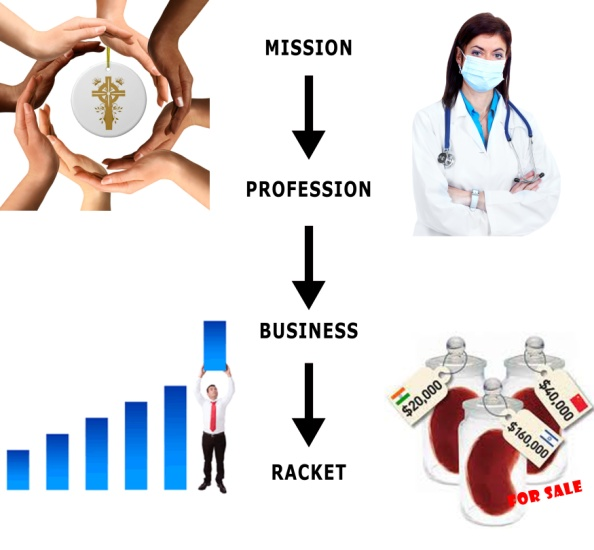 MISSION
PROFESSION
BUSINESS
RACKET
$20,000
$40,000
$160,000
FOR SALE